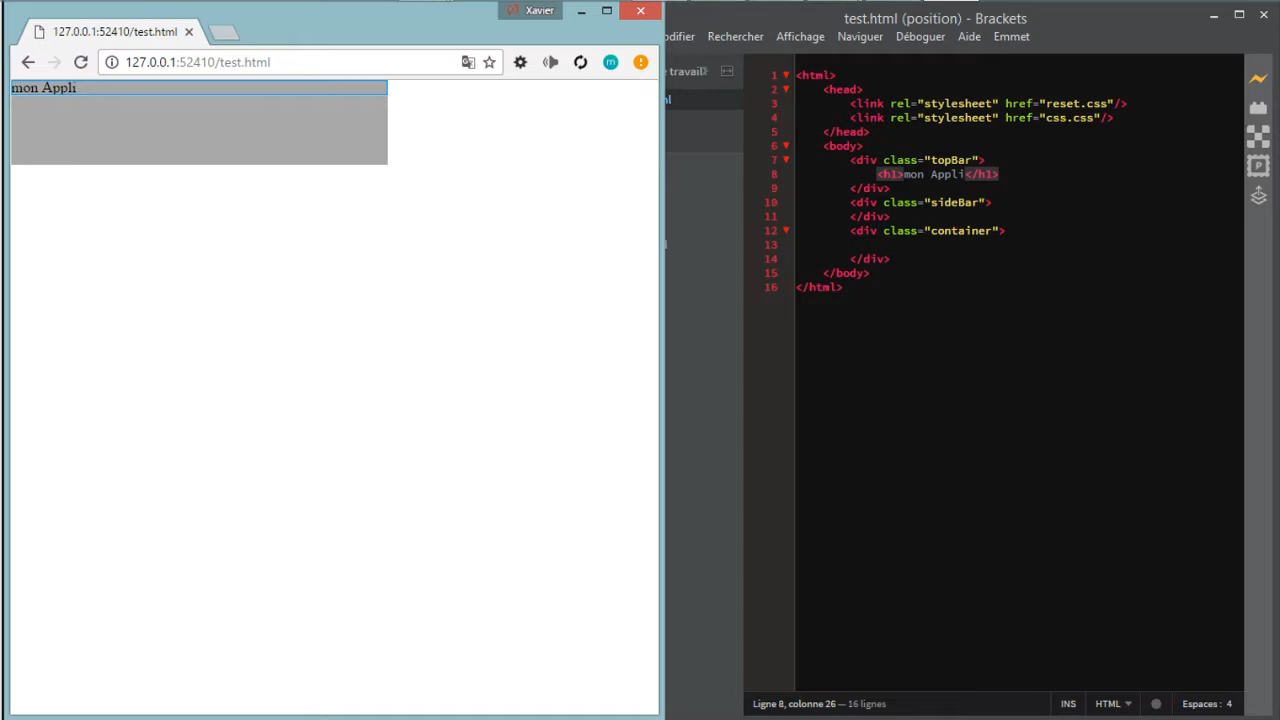 Xavier
127.0.0.1:52410/test.html
127.0.0.1:52410/test.html
mon Appli
test.html (position) - Brackets
difier Rechercher Affichage Naviguer Déboguer Aide Emmet
e travail
ml
1 <html>
2 <head>
3 <link rel="stylesheet" href="reset.css"/>
4 <link rel="stylesheet" href="css.css"/>
5 </head>
6 <body>
7 <div class="topBar">
8 <h1>mon Appli</h1>
9 </div>
10 <div class="sideBar">
11 </div>
12 <div class="container">
13
14 </div>
15 </body>
16 </html>
Ligne 8, colonne 26 — 16 lignes INS HTML Espaces : 4